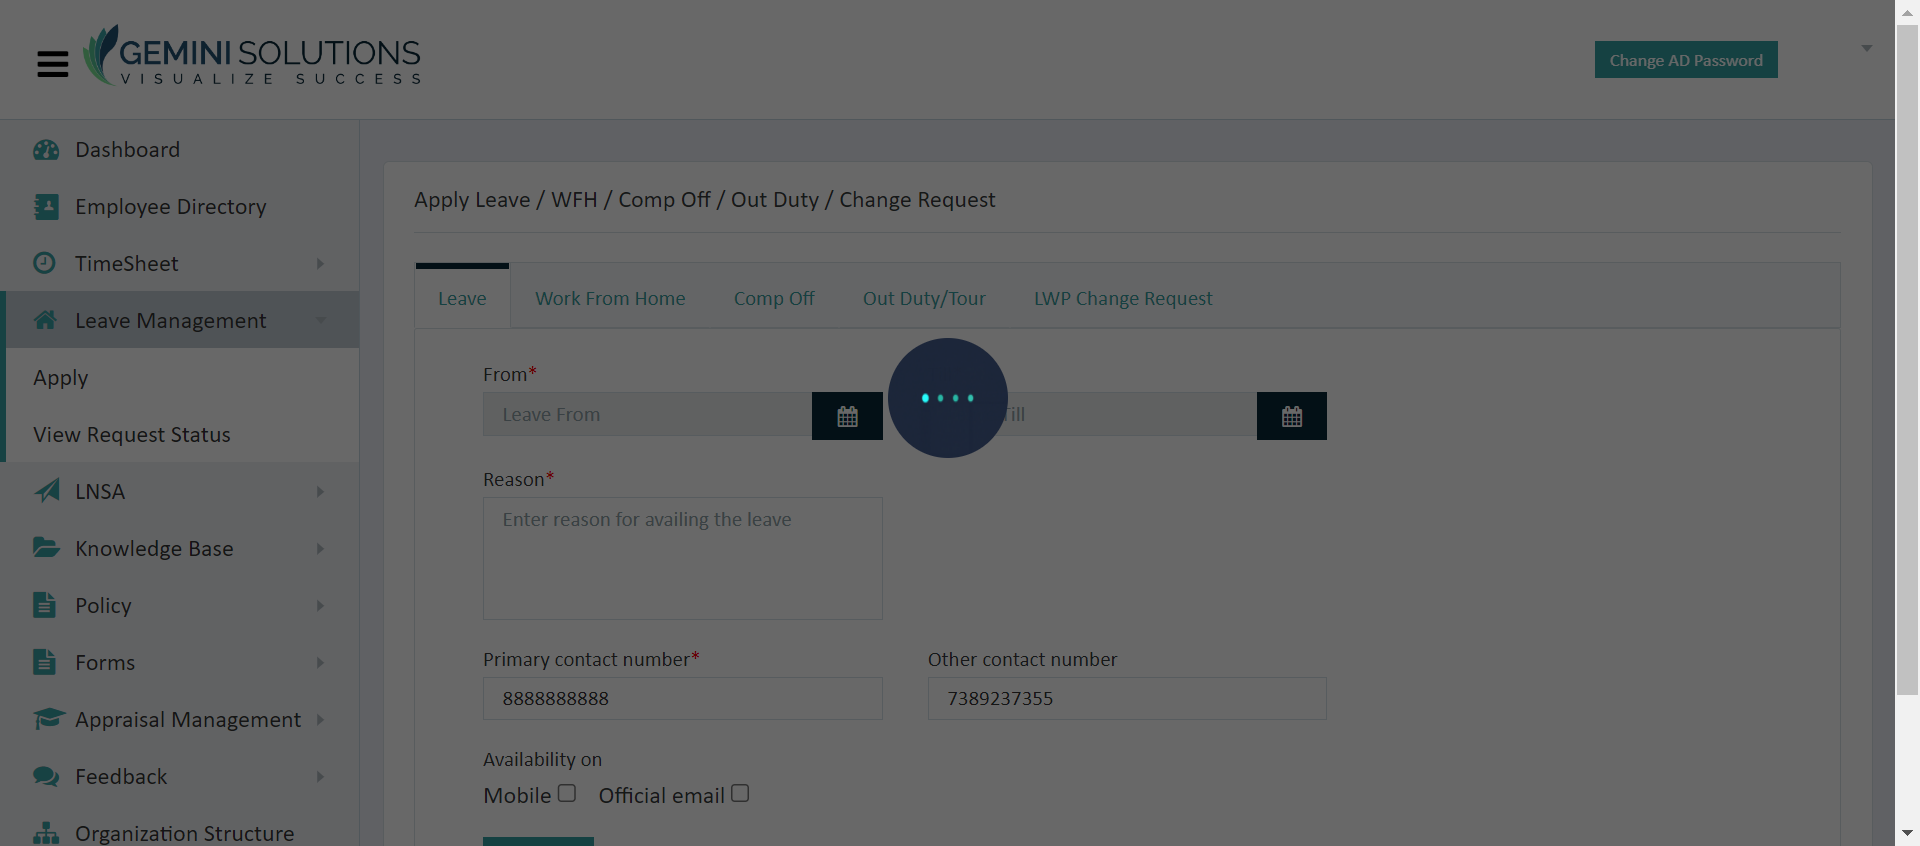 GEMINI SOLUTIONS
VISUALIZE SUCCESS
Change AD Password
Dashboard
Employee Directory
TimeSheet
Leave Management
Apply
View Request Status
LNSA
Knowledge Base
Policy
Forms
Appraisal Management
Feedback
Organization Structure
Apply Leave / WFH / Comp Off / Out Duty / Change Request
Leave Work From Home Comp Off Out Duty/Tour LWP Change Request
From*
Leave From
Till
Reason*
Enter reason for availing the leave
Primary contact number* Other contact number
8888888888 7389237355
Availability on
Mobile Official email